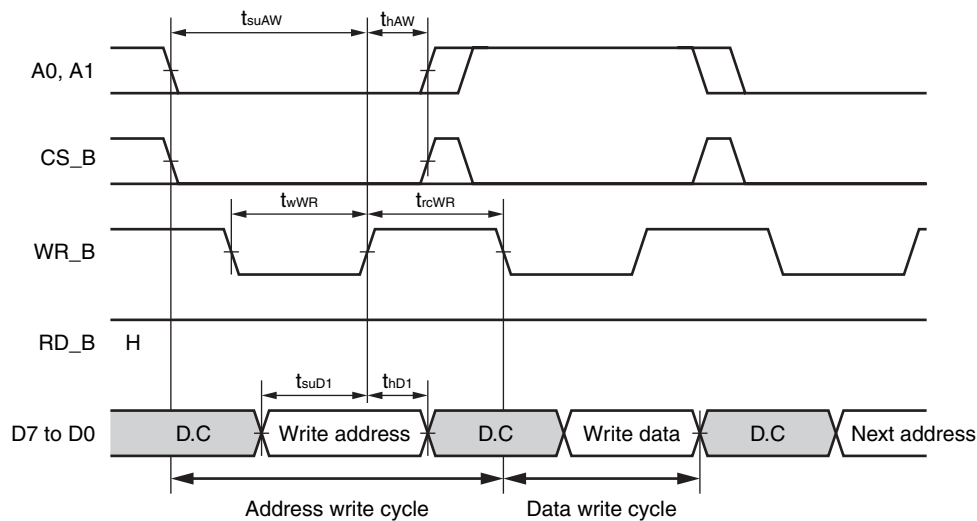 tsuAW thAW
A0, A1
CS_B
twWR trcWR
WR_B
RD_B H
tsuD1 thD1
D7 to D0 D.C Write address D.C Write data D.C Next address
Address write cycle Data write cycle